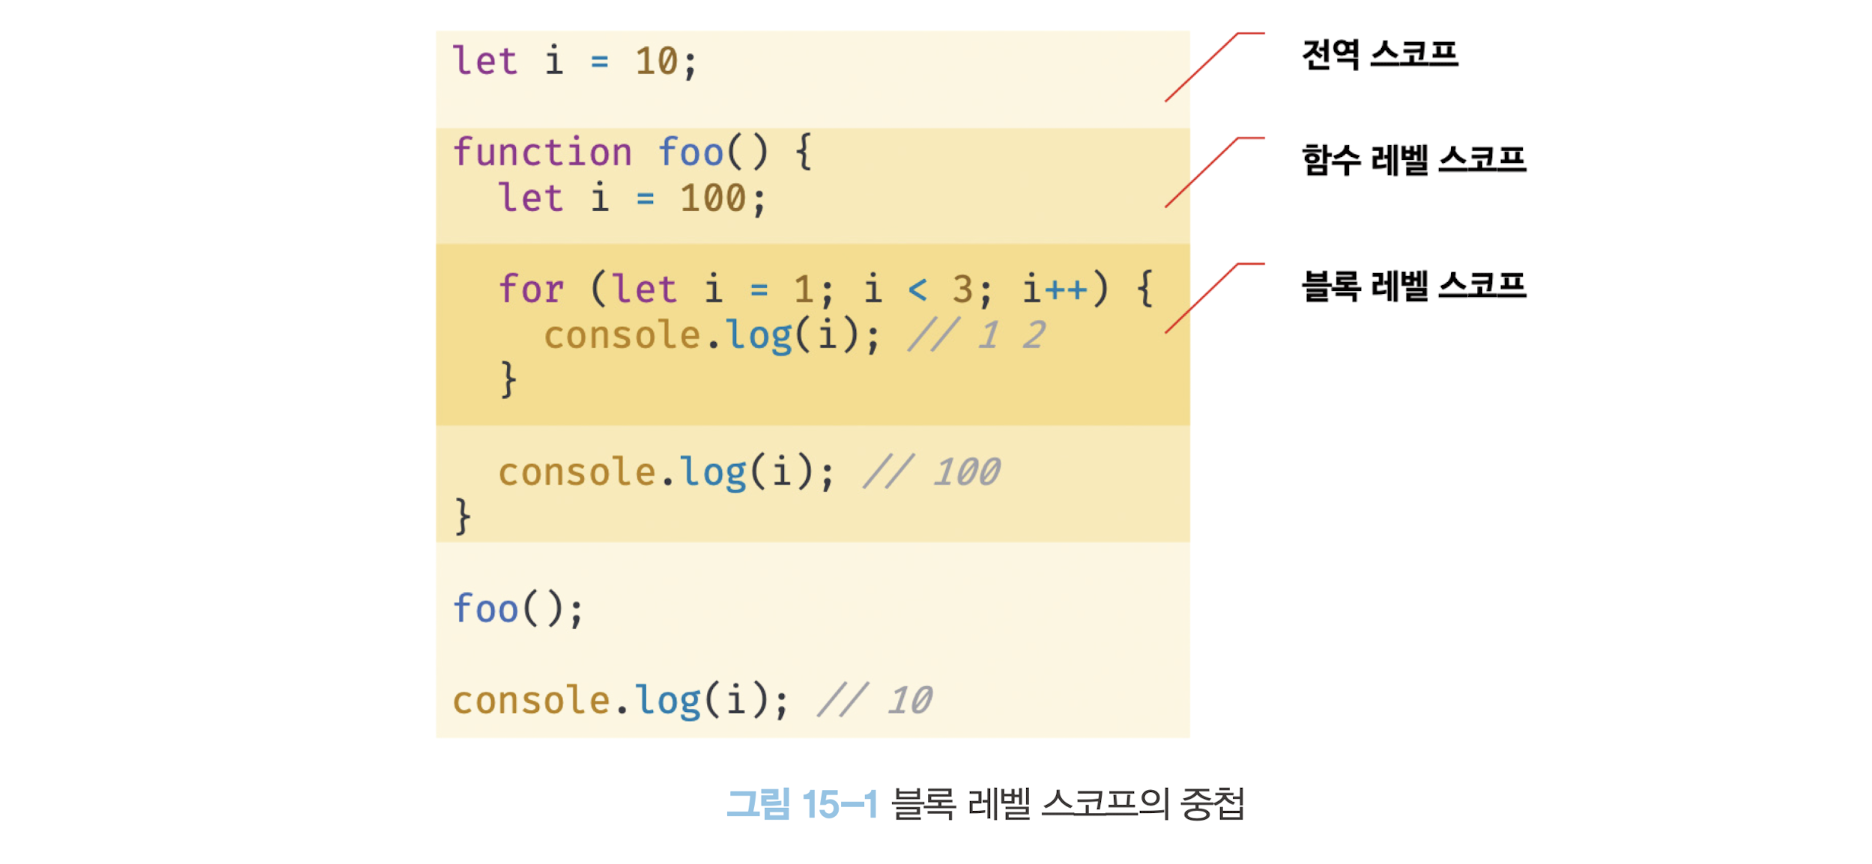 let i = 10;
전역 스코프
function foo() {
함수 레벨 스코프
let i = 100;
for (let i = 1; i < 3; i++) {
블록 레벨 스코프
console.log(i); // 1 2
}
console.log(i); // 100
}
foo();
console.log(i); // 10
그림 15-1 블록 레벨 스코프의 중첩